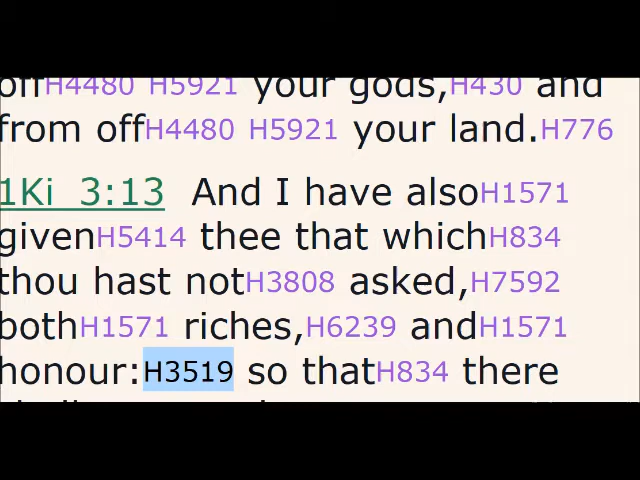 offH4480 H5921 your gods,H430 and
from offH4480 H5921 your land.H776
1Ki 3:13 And I have alsoH1571
givenH5414 thee that whichH834
thou hast notH3808 asked,H7592
bothH1571 riches,H6239 andH1571
honour:H3519 so thatH834 there